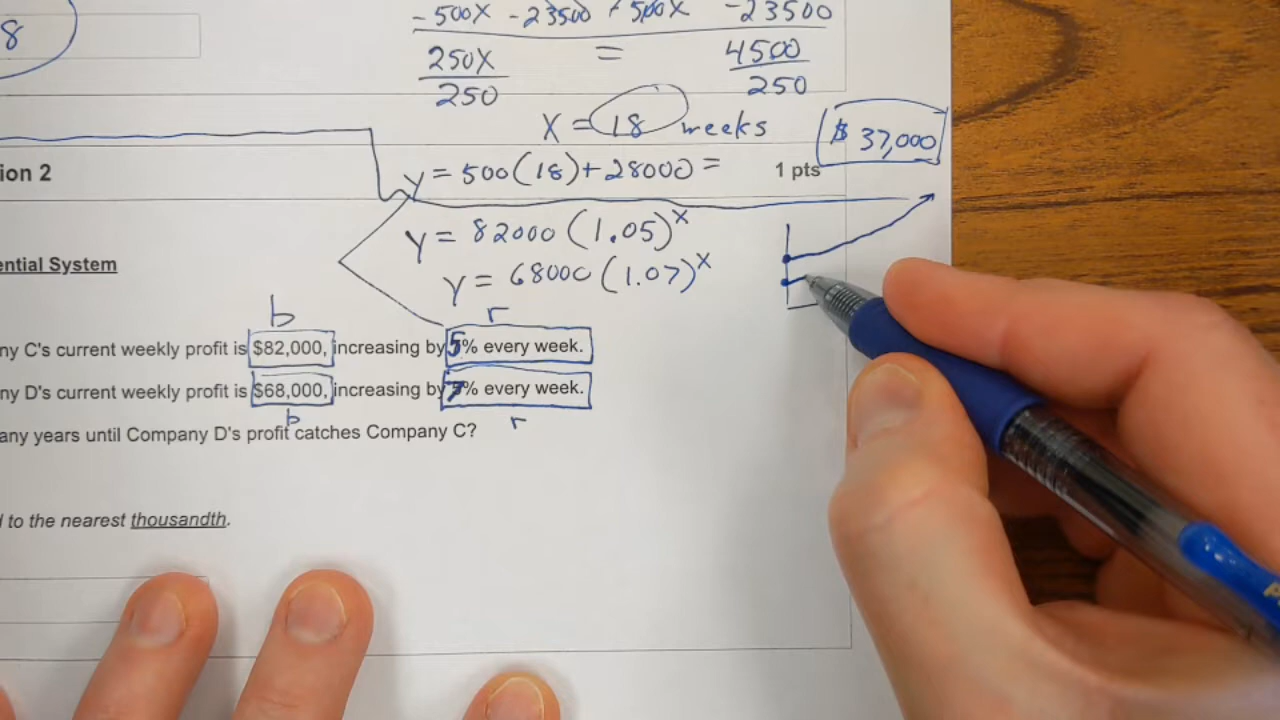 8
- 500X - 23500 + 500X - 23500
250X = 4500
250 250
X = 18 weeks
$ 37,000
y = 500(18)+28000 =
ion 2
1 pts
y = 82000(1.05)^x
ential System
y = 68000(1.07)^x
b
r
ny C's current weekly profit is $82,000, increasing by 5% every week.
ny D's current weekly profit is $68,000, increasing by 7% every week.
b
r
any years until Company D's profit catches Company C?
d to the nearest thousandth.